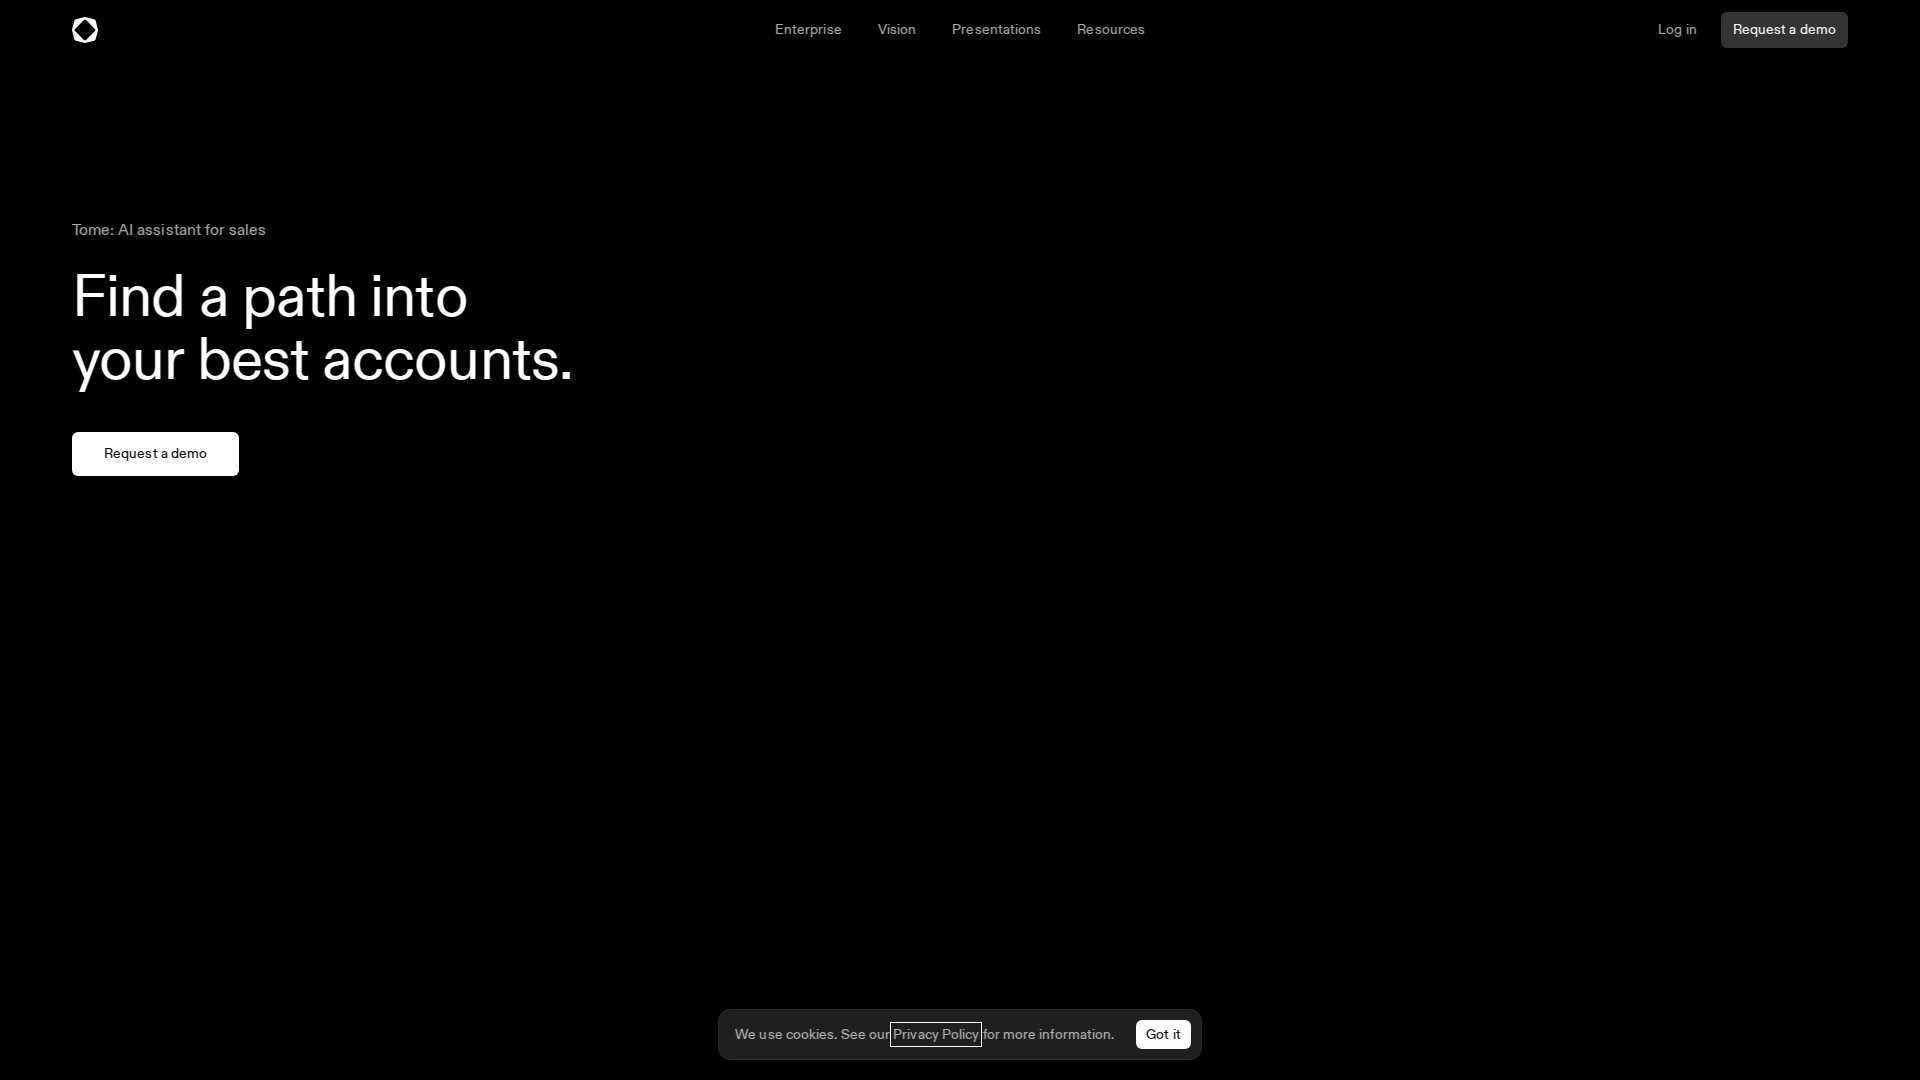 Enterprise
Vision
Presentations
Resources
Log in
Request a demo
Tome: AI assistant for sales
Find a path into
your best accounts.
Request a demo
We use cookies. See our Privacy Policy for more information.
Got it